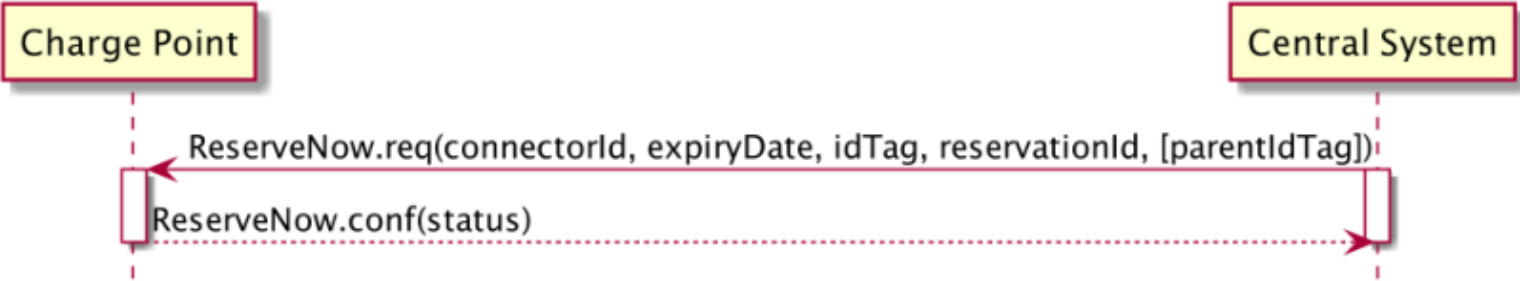 Charge Point
Central System
ReserveNow.req(connectorId, expiryDate, idTag, reservationId, [parentIdTag])
ReserveNow.conf(status)